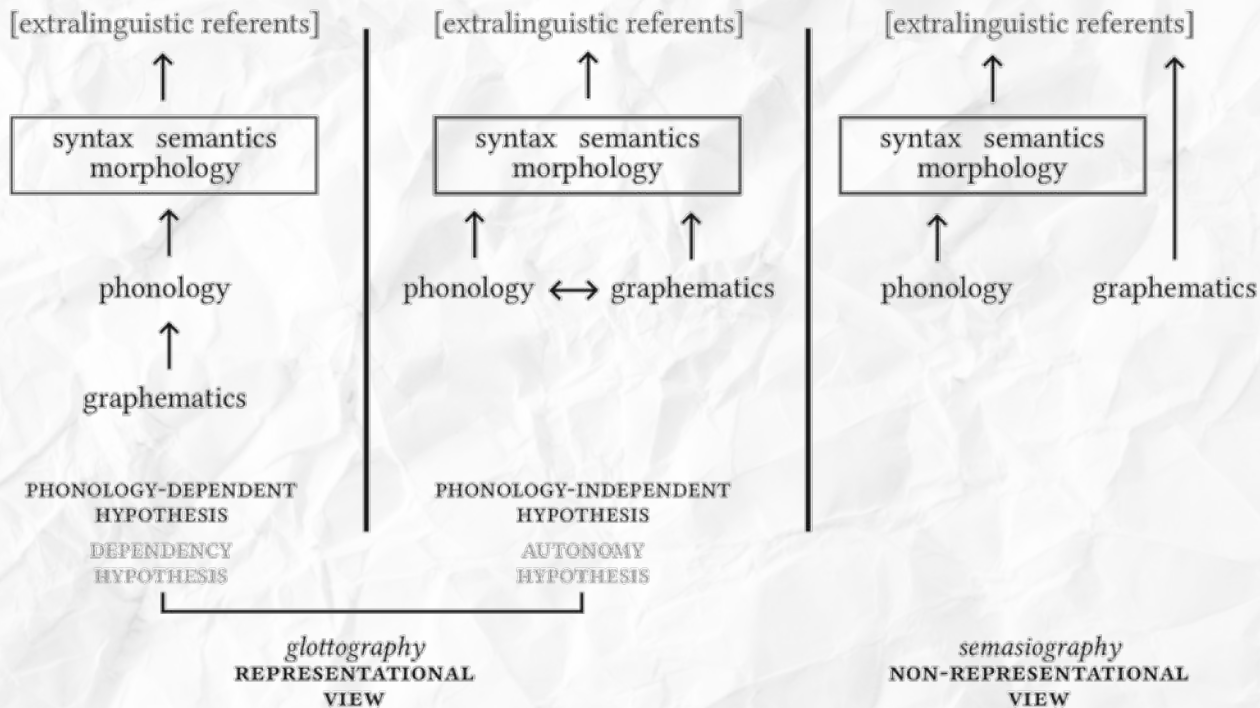 [extralinguistic referents]
syntax semantics
morphology
phonology
graphematics
PHONOLOGY-DEPENDENT
HYPOTHESIS
DEPENDENCY
HYPOTHESIS
[extralinguistic referents]
syntax semantics
morphology
phonology graphematics
PHONOLOGY-INDEPENDENT
HYPOTHESIS
AUTONOMY
HYPOTHESIS
glottography
REPRESENTATIONAL
VIEW
[extralinguistic referents]
syntax semantics
morphology
phonology graphematics
semasiography
NON-REPRESENTATIONAL
VIEW